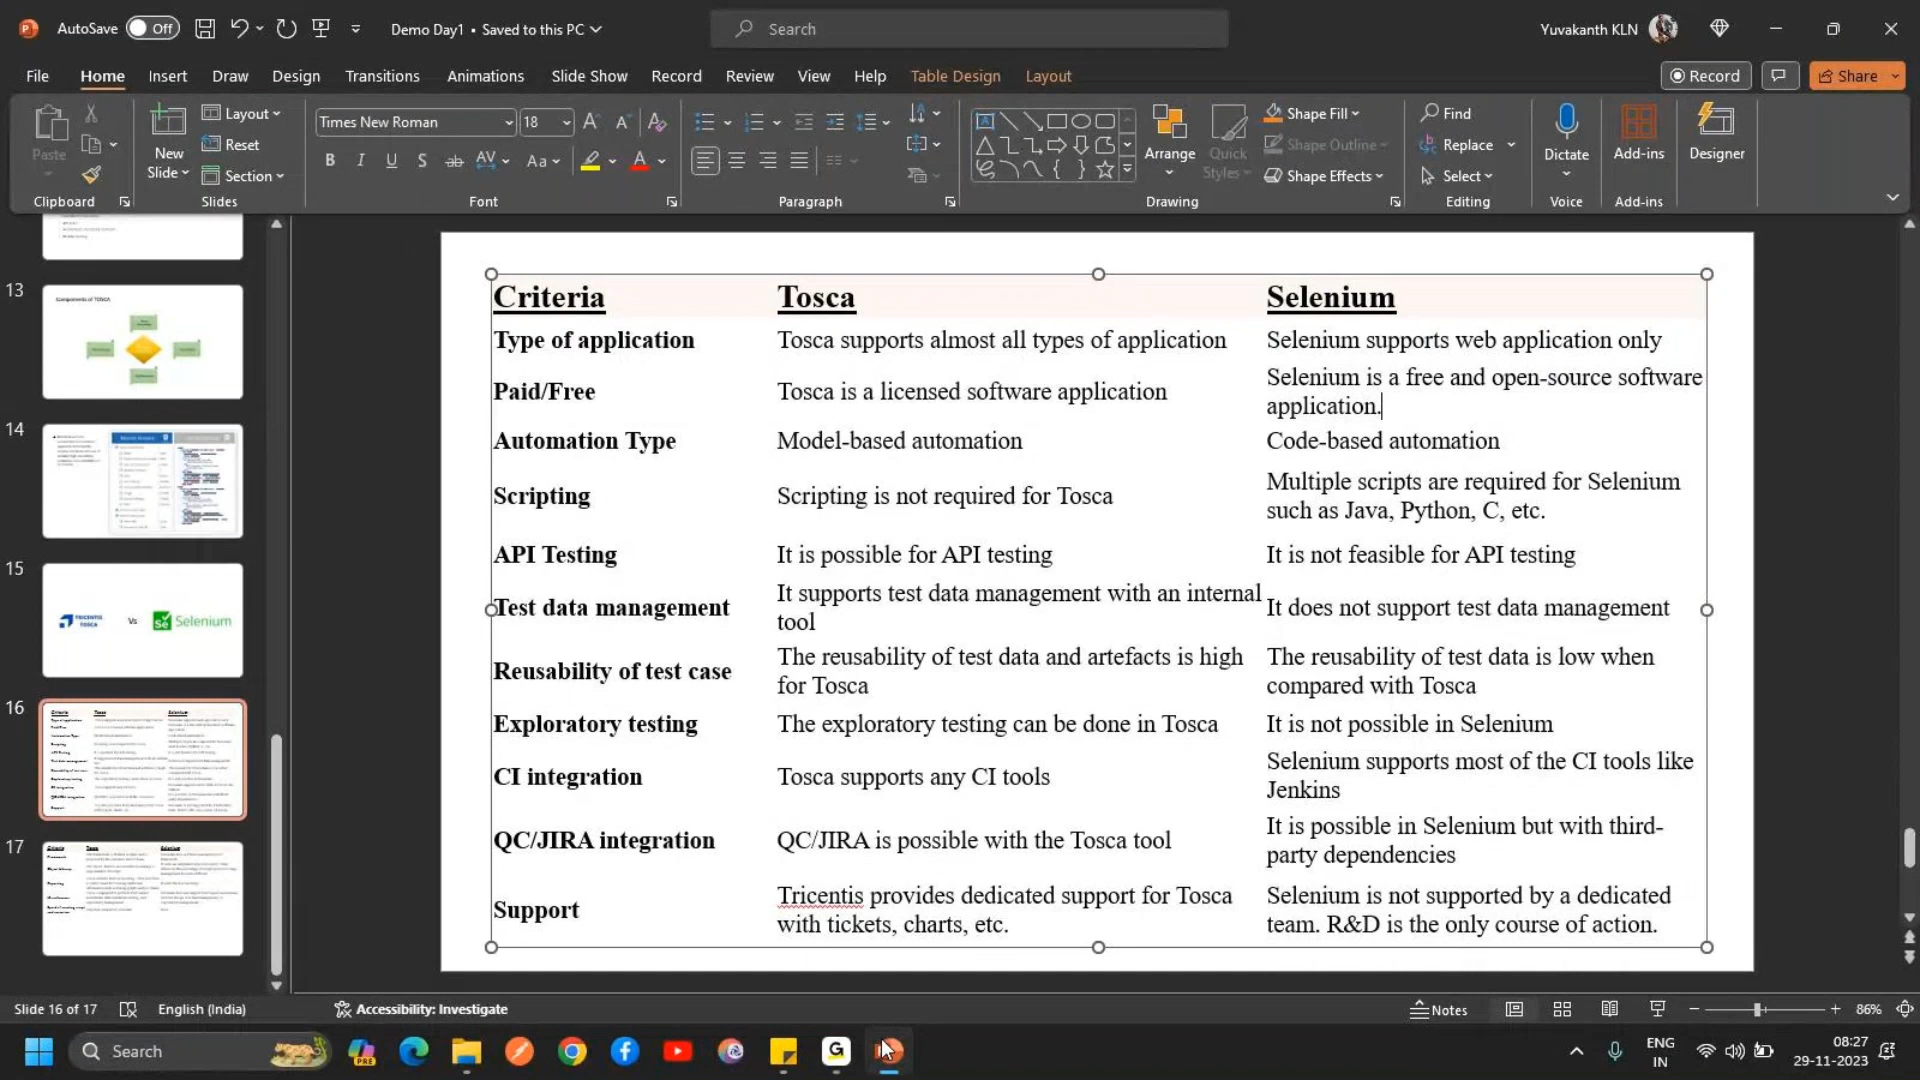 AutoSave Off Demo Day1 • Saved to this PC Search Yuvakanth KLN
File Home Insert Draw Design Transitions Animations Slide Show Record Review View Help Table Design Layout Record Share
Paste
Clipboard
New
Slide
Layout
Reset
Section
Slides
Times New Roman 18
B I U S ab AV Aa A
Font
Paragraph
Arrange
Quick
Styles
Shape Fill
Shape Outline
Shape Effects
Drawing
Find
Replace
Select
Editing
Dictate
Voice
Add-ins
Add-ins
Designer
13
Components of TOSCA
14
15
TRICENTIS
TOSCA
Vs
Selenium
16
17
Criteria Tosca Selenium
Type of application Tosca supports almost all types of application Selenium supports web application only
Paid/Free Tosca is a licensed software application Selenium is a free and open-source software
application.
Automation Type Model-based automation Code-based automation
Scripting Scripting is not required for Tosca Multiple scripts are required for Selenium
such as Java, Python, C, etc.
API Testing It is possible for API testing It is not feasible for API testing
Test data management It supports test data management with an internal
tool
It does not support test data management
Reusability of test case The reusability of test data and artefacts is high
for Tosca
The reusability of test data is low when
compared with Tosca
Exploratory testing The exploratory testing can be done in Tosca It is not possible in Selenium
CI integration Tosca supports any CI tools Selenium supports most of the CI tools like
Jenkins
QC/JIRA integration QC/JIRA is possible with the Tosca tool It is possible in Selenium but with third-
party dependencies
Support Tricentis provides dedicated support for Tosca
with tickets, charts, etc.
Selenium is not supported by a dedicated
team. R&D is the only course of action.
Slide 16 of 17 English (India) Accessibility: Investigate Notes 86%
Search
PRE
ENG
IN
08:27
29-11-2023